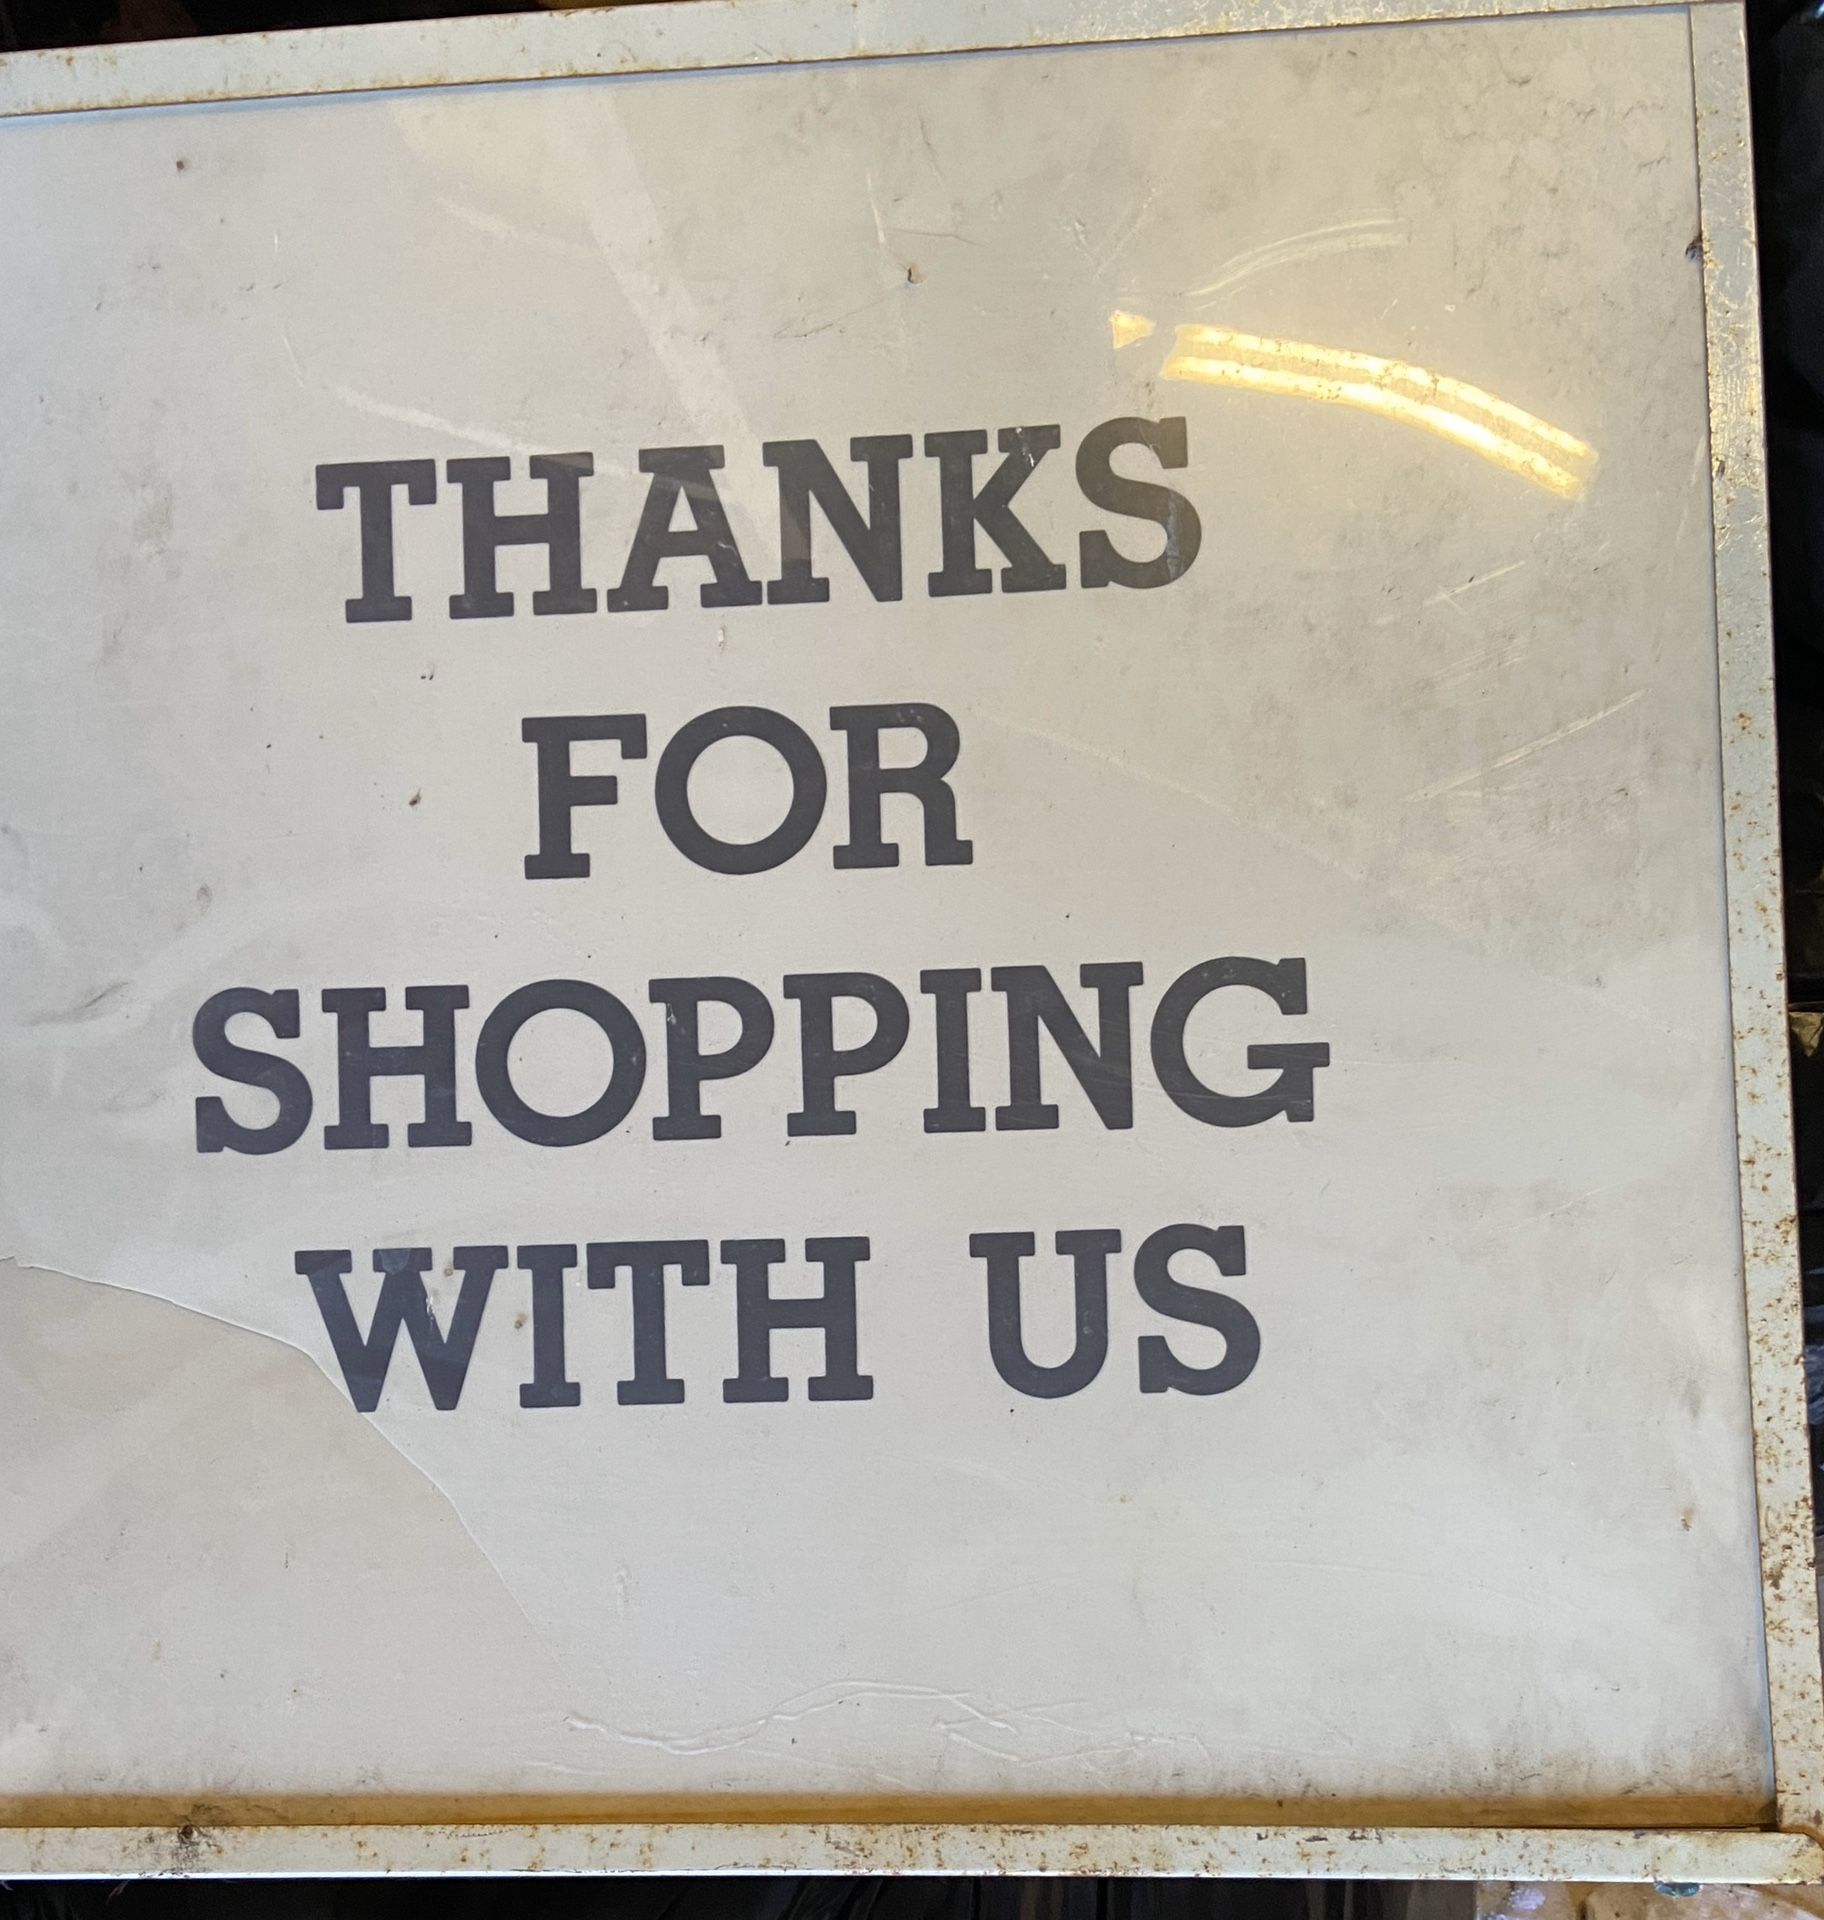 THANKS
FOR
SHOPPING
WITH US